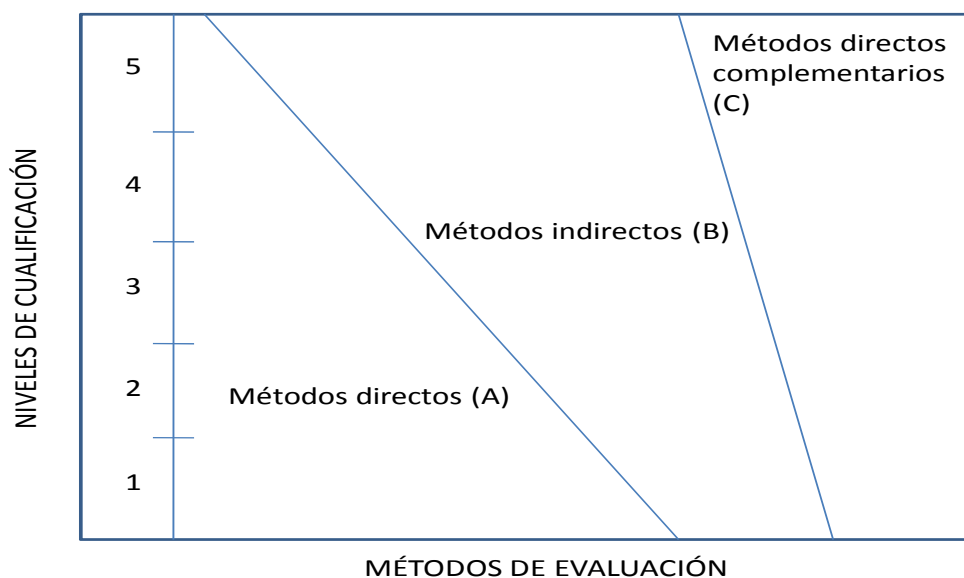 NIVELES DE CUALIFICACIÓN
5
4
3
2
1
Métodos directos
complementarios
(C)
Métodos indirectos (B)
Métodos directos (A)
MÉTODOS DE EVALUACIÓN